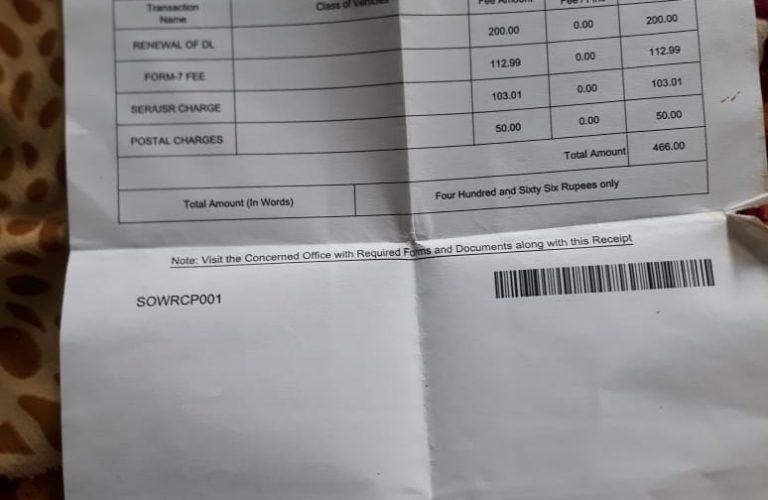 Transaction Name Class of Vehicles Fee Amount
RENEWAL OF DL 200.00 0.00 200.00
FORM-7 FEE 112.99 0.00 112.99
SER/USR CHARGE 103.01 0.00 103.01
POSTAL CHARGES 50.00 0.00 50.00
Total Amount 466.00
Total Amount (In Words) Four Hundred and Sixty Six Rupees only
Note: Visit the Concerned Office with Required Forms and Documents along with this Receipt
SOWRCP001